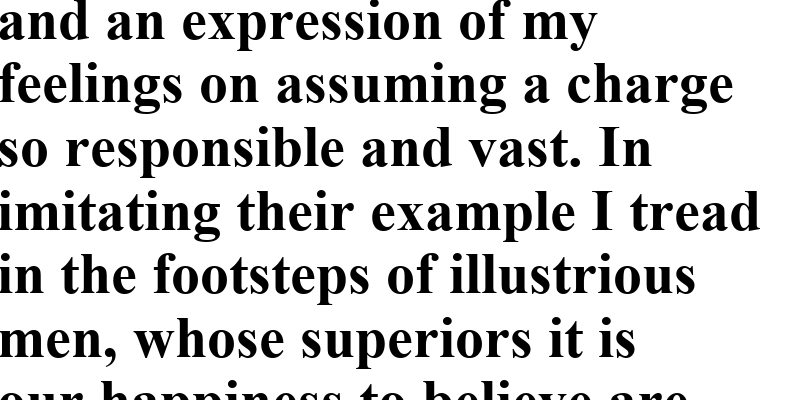 and an expression of my
feelings on assuming a charge
so responsible and vast. In
imitating their example I tread
in the footsteps of illustrious
men, whose superiors it is
our happiness to believe are